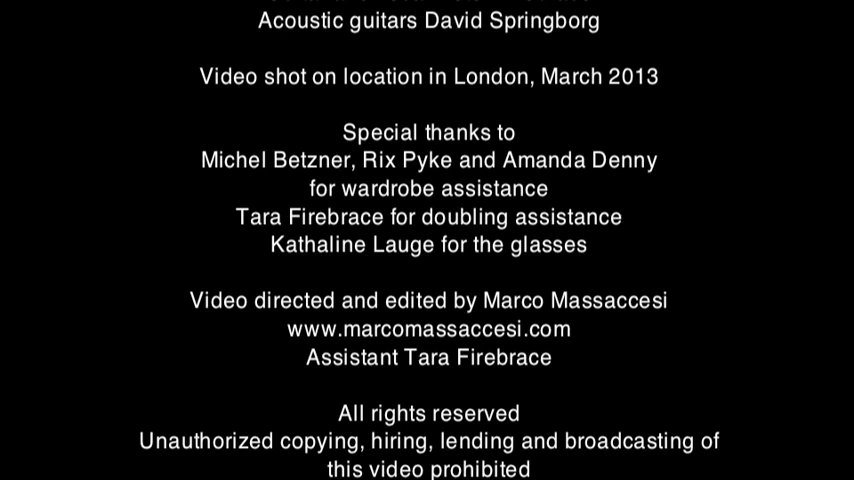 Acoustic guitars David Springborg
Video shot on location in London, March 2013
Special thanks to
Michel Betzner, Rix Pyke and Amanda Denny
for wardrobe assistance
Tara Firebrace for doubling assistance
Kathaline Lauge for the glasses
Video directed and edited by Marco Massaccesi
www.marcomassaccesi.com
Assistant Tara Firebrace
All rights reserved
Unauthorized copying, hiring, lending and broadcasting of
this video prohibited